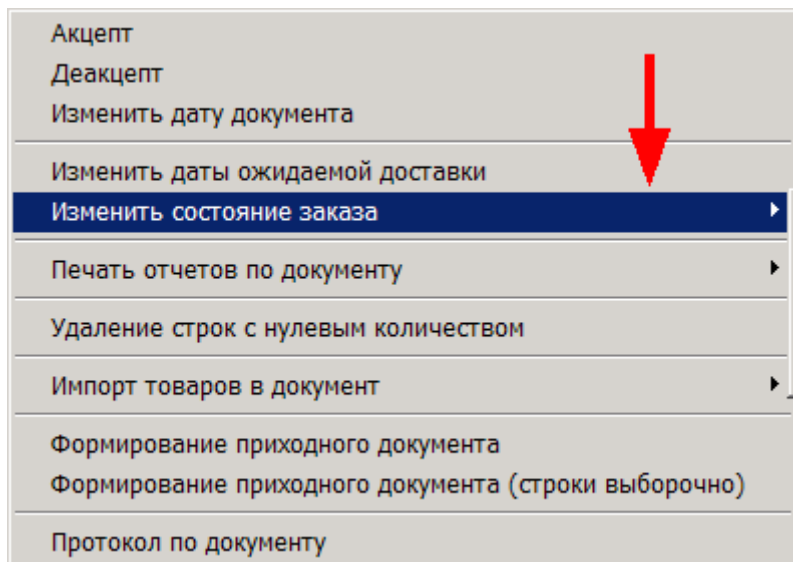 Акцепт
Деакцепт
Изменить дату документа
Изменить даты ожидаемой доставки
Изменить состояние заказа
Печать отчетов по документу
Удаление строк с нулевым количеством
Импорт товаров в документ
Формирование приходного документа
Формирование приходного документа (строки выборочно)
Протокол по документу